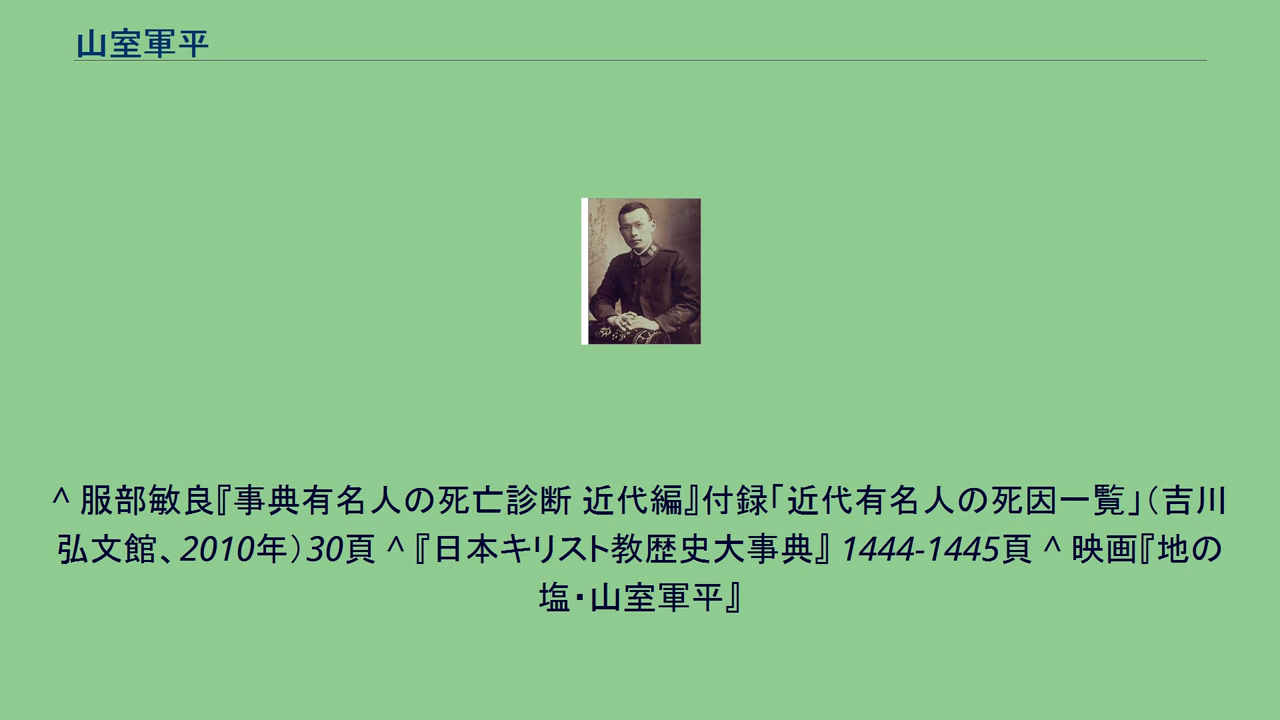 山室軍平
^ 服部敏良『事典有名人の死亡診断 近代編』付録「近代有名人の死因一覧」（吉川
弘文館、2010年）30頁 ^ 『日本キリスト教歴史大事典』 1444-1445頁 ^ 映画『地の
塩・山室軍平』